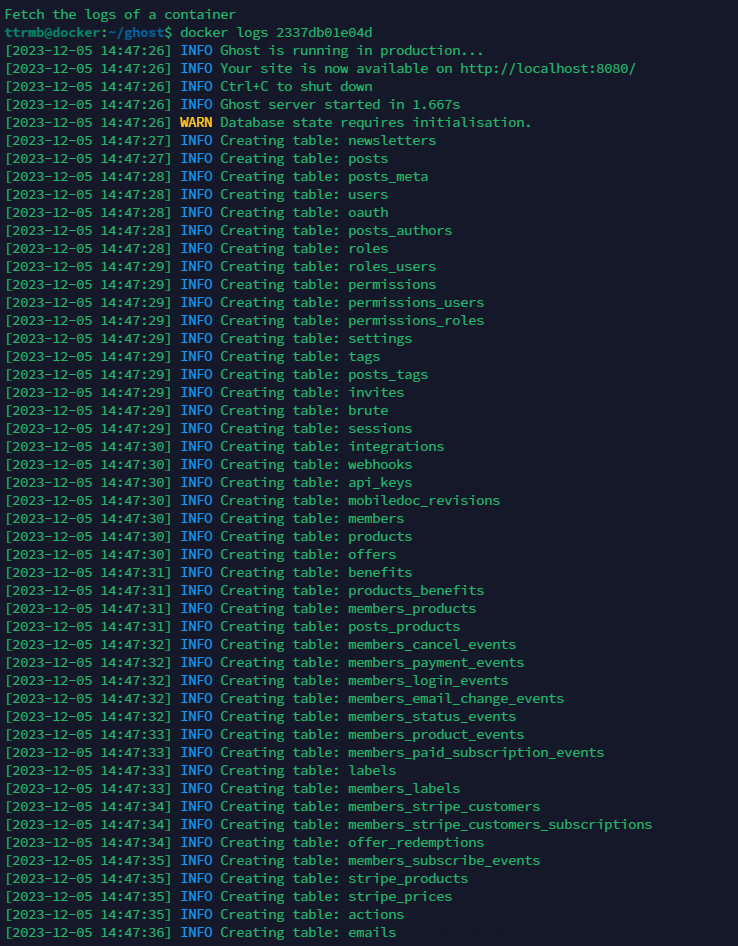 Fetch the logs of a container
ttrmb@docker:~/ghost$ docker logs 2337db01e04d
[2023-12-05 14:47:26] INFO Ghost is running in production...
[2023-12-05 14:47:26] INFO Your site is now available on http://localhost:8080/
[2023-12-05 14:47:26] INFO Ctrl+C to shut down
[2023-12-05 14:47:26] INFO Ghost server started in 1.667s
[2023-12-05 14:47:26] WARN Database state requires initialisation.
[2023-12-05 14:47:27] INFO Creating table: newsletters
[2023-12-05 14:47:27] INFO Creating table: posts
[2023-12-05 14:47:28] INFO Creating table: posts_meta
[2023-12-05 14:47:28] INFO Creating table: users
[2023-12-05 14:47:28] INFO Creating table: oauth
[2023-12-05 14:47:28] INFO Creating table: posts_authors
[2023-12-05 14:47:28] INFO Creating table: roles
[2023-12-05 14:47:29] INFO Creating table: roles_users
[2023-12-05 14:47:29] INFO Creating table: permissions
[2023-12-05 14:47:29] INFO Creating table: permissions_users
[2023-12-05 14:47:29] INFO Creating table: permissions_roles
[2023-12-05 14:47:29] INFO Creating table: settings
[2023-12-05 14:47:29] INFO Creating table: tags
[2023-12-05 14:47:29] INFO Creating table: posts_tags
[2023-12-05 14:47:29] INFO Creating table: invites
[2023-12-05 14:47:29] INFO Creating table: brute
[2023-12-05 14:47:29] INFO Creating table: sessions
[2023-12-05 14:47:30] INFO Creating table: integrations
[2023-12-05 14:47:30] INFO Creating table: webhooks
[2023-12-05 14:47:30] INFO Creating table: api_keys
[2023-12-05 14:47:30] INFO Creating table: mobiledoc_revisions
[2023-12-05 14:47:30] INFO Creating table: members
[2023-12-05 14:47:30] INFO Creating table: products
[2023-12-05 14:47:30] INFO Creating table: offers
[2023-12-05 14:47:31] INFO Creating table: benefits
[2023-12-05 14:47:31] INFO Creating table: products_benefits
[2023-12-05 14:47:31] INFO Creating table: members_products
[2023-12-05 14:47:31] INFO Creating table: posts_products
[2023-12-05 14:47:32] INFO Creating table: members_cancel_events
[2023-12-05 14:47:32] INFO Creating table: members_payment_events
[2023-12-05 14:47:32] INFO Creating table: members_login_events
[2023-12-05 14:47:32] INFO Creating table: members_email_change_events
[2023-12-05 14:47:32] INFO Creating table: members_status_events
[2023-12-05 14:47:33] INFO Creating table: members_product_events
[2023-12-05 14:47:33] INFO Creating table: members_paid_subscription_events
[2023-12-05 14:47:33] INFO Creating table: labels
[2023-12-05 14:47:33] INFO Creating table: members_labels
[2023-12-05 14:47:34] INFO Creating table: members_stripe_customers
[2023-12-05 14:47:34] INFO Creating table: members_stripe_customers_subscriptions
[2023-12-05 14:47:34] INFO Creating table: offer_redemptions
[2023-12-05 14:47:35] INFO Creating table: members_subscribe_events
[2023-12-05 14:47:35] INFO Creating table: stripe_products
[2023-12-05 14:47:35] INFO Creating table: stripe_prices
[2023-12-05 14:47:35] INFO Creating table: actions
[2023-12-05 14:47:36] INFO Creating table: emails